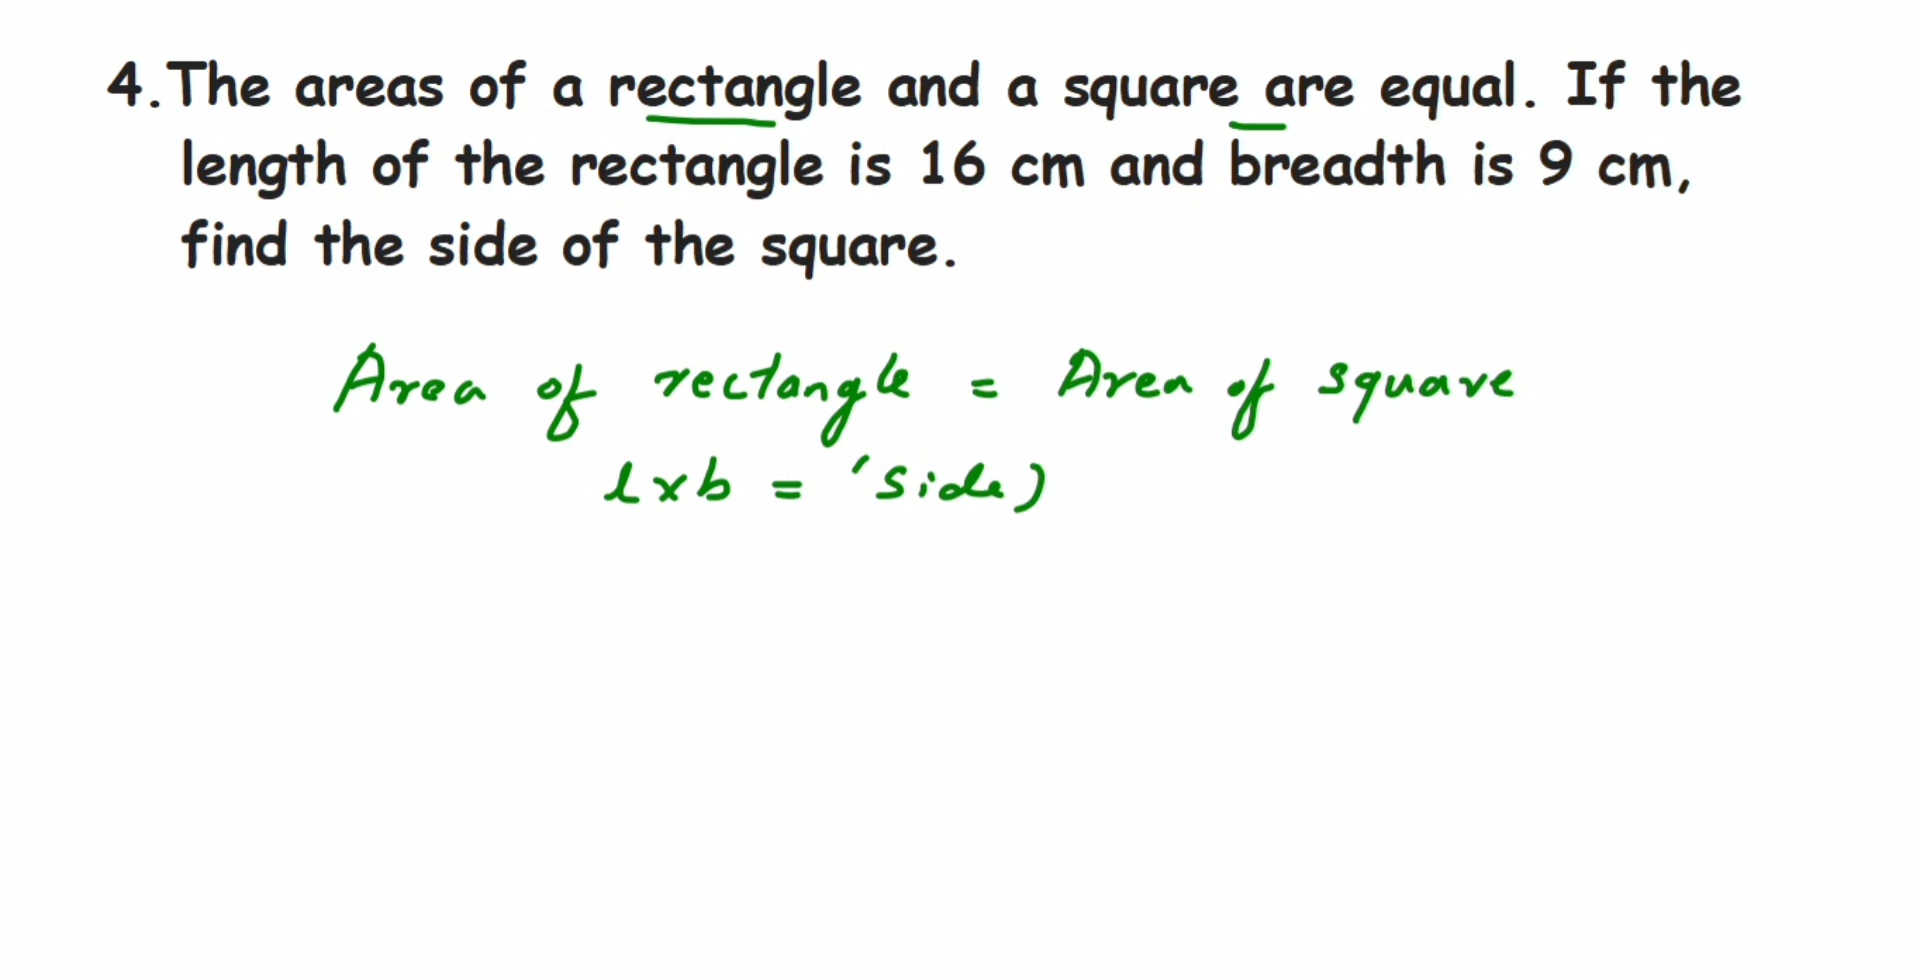 4. The areas of a rectangle and a square are equal. If the
length of the rectangle is 16 cm and breadth is 9 cm,
find the side of the square.
Area of rectangle = Area of square
l×b = (side)